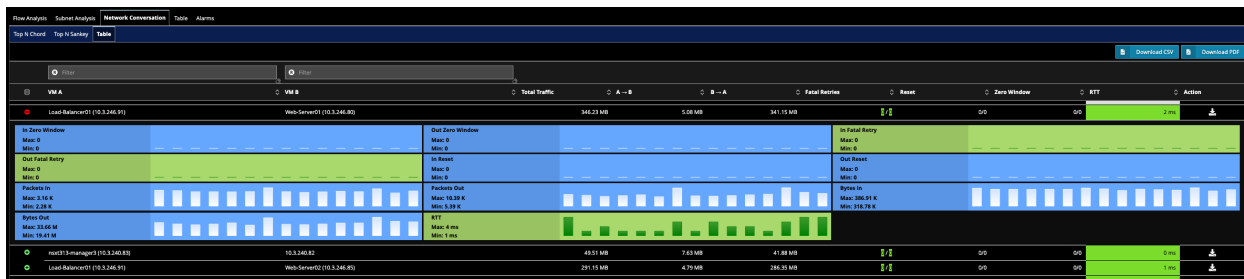 Flow Analysis Subnet Analysis Network Conversation Table Alarms
Top N Chord Top N Sankey Table
Download CSV Download PDF
Filter Filter
VM A VM B Total Traffic A → B B → A Fatal Retries Reset Zero Window RTT Action
Load-Balancer01 (10.3.246.91) Web-Server01 (10.3.246.80) 346.23 MB 5.08 MB 341.15 MB 0/0 0/0 2 ms
In Zero Window
Max: 0
Min: 0
Out Zero Window
Max: 0
Min: 0
In Fatal Retry
Max: 0
Min: 0
Out Fatal Retry
Max: 0
Min: 0
In Reset
Max: 0
Min: 0
Out Reset
Max: 0
Min: 0
Packets In
Max: 3.16 K
Min: 2.28 K
Packets Out
Max: 10.39 K
Min: 5.39 K
Bytes In
Max: 386.91 K
Min: 318.78 K
Bytes Out
Max: 33.66 M
Min: 19.41 M
RTT
Max: 4 ms
Min: 1 ms
nsxt313-manager3 (10.3.240.83) 10.3.240.82 49.51 MB 7.63 MB 41.88 MB 0/0 0/0 0 ms
Load-Balancer01 (10.3.246.91) Web-Server02 (10.3.246.85) 291.15 MB 4.79 MB 286.35 MB 0/0 0/0 1 ms